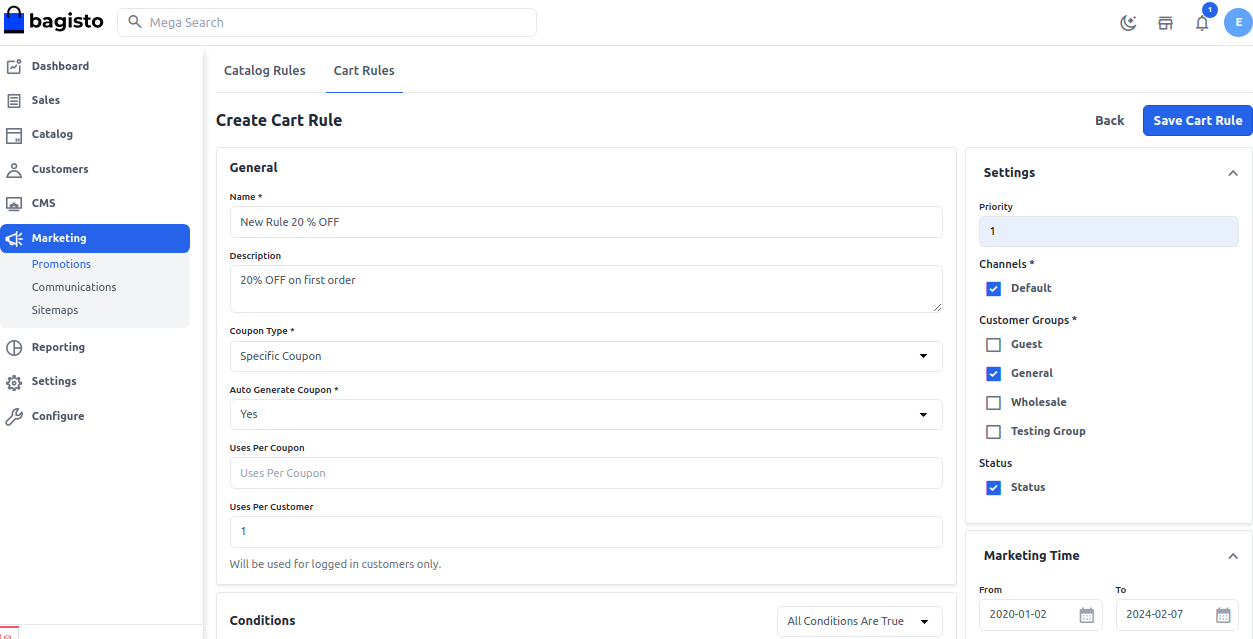 bagisto
Mega Search
1
E
Dashboard
Sales
Catalog
Customers
CMS
Marketing
Promotions
Communications
Sitemaps
Reporting
Settings
Configure
Catalog Rules Cart Rules
Create Cart Rule
Back
Save Cart Rule
General
Name *
New Rule 20 % OFF
Description
20% OFF on first order
Coupon Type *
Specific Coupon
Auto Generate Coupon *
Yes
Uses Per Coupon
Uses Per Coupon
Uses Per Customer
1
Will be used for logged in customers only.
Conditions
All Conditions Are True
Settings
Priority
1
Channels *
Default
Customer Groups *
Guest
General
Wholesale
Testing Group
Status
Status
Marketing Time
From To
2020-01-02 2024-02-07